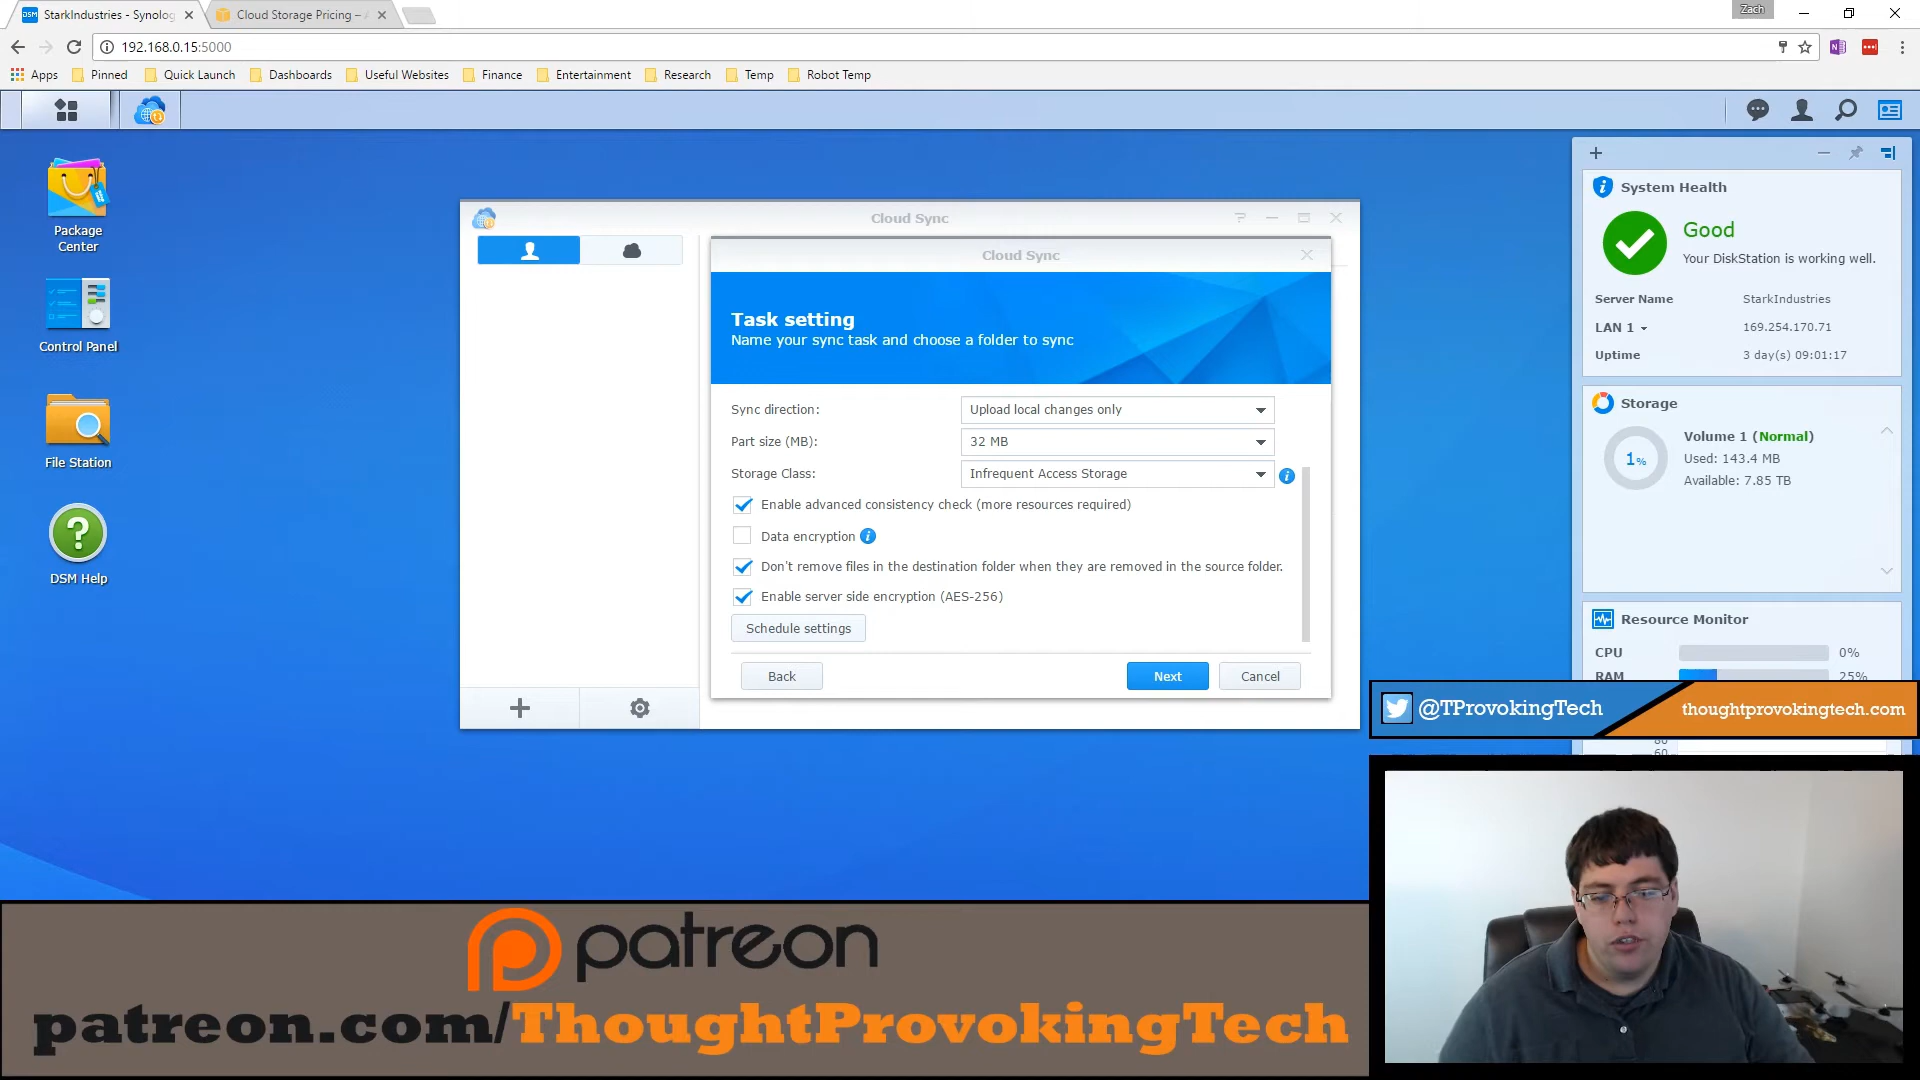 StarkIndustries - Synolog
Cloud Storage Pricing – A
Zach
192.168.0.15:5000
Apps
Pinned
Quick Launch
Dashboards
Useful Websites
Finance
Entertainment
Research
Temp
Robot Temp
Package
Center
Control Panel
File Station
DSM Help
Cloud Sync
Cloud Sync
Task setting
Name your sync task and choose a folder to sync
Sync direction:
Upload local changes only
Part size (MB):
32 MB
Storage Class:
Infrequent Access Storage
Enable advanced consistency check (more resources required)
Data encryption
Don't remove files in the destination folder when they are removed in the source folder.
Enable server side encryption (AES-256)
Schedule settings
Back
Next
Cancel
System Health
Good
Your DiskStation is working well.
Server Name
StarkIndustries
LAN 1
169.254.170.71
Uptime
3 day(s) 09:01:17
Storage
1%
Volume 1 (Normal)
Used: 143.4 MB
Available: 7.85 TB
Resource Monitor
CPU
0%
RAM
25%
@TProvokingTech
thoughtprovokingtech.com
80
60
patreon
patreon.com/ThoughtProvokingTech